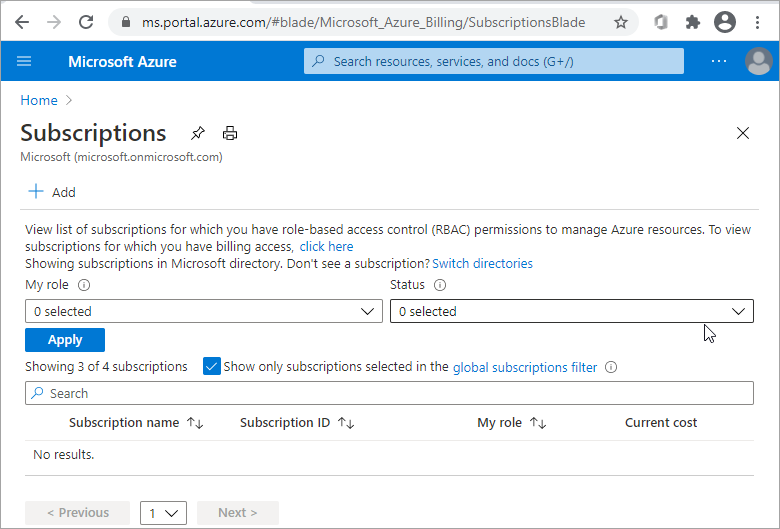 ms.portal.azure.com/#blade/Microsoft_Azure_Billing/SubscriptionsBlade
Microsoft Azure
Search resources, services, and docs (G+/)
Home
Subscriptions
Microsoft (microsoft.onmicrosoft.com)
Add
View list of subscriptions for which you have role-based access control (RBAC) permissions to manage Azure resources. To view
subscriptions for which you have billing access, click here
Showing subscriptions in Microsoft directory. Don't see a subscription? Switch directories
My role Status
0 selected 0 selected
Apply
Showing 3 of 4 subscriptions Show only subscriptions selected in the global subscriptions filter
Search
Subscription name Subscription ID My role Current cost
No results.
< Previous 1 Next >